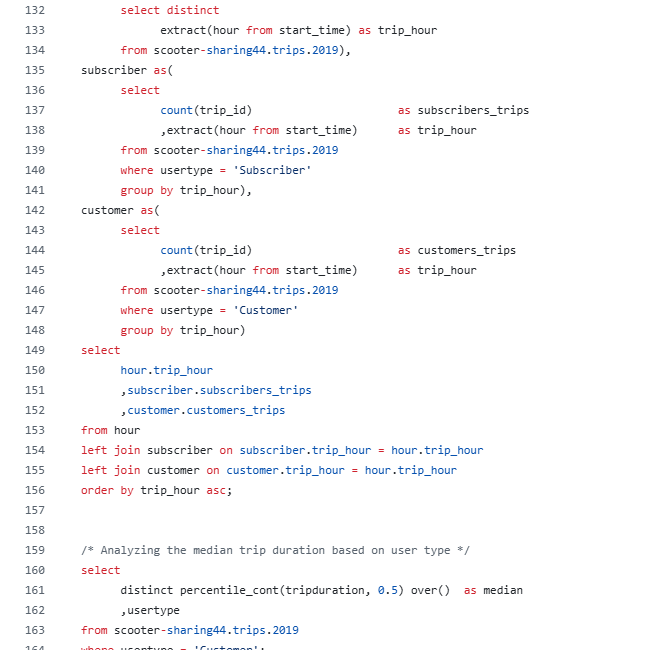 132 select distinct
133 extract(hour from start_time) as trip_hour
134 from scooter-sharing44.trips.2019),
135 subscriber as(
136 select
137 count(trip_id) as subscribers_trips
138 ,extract(hour from start_time) as trip_hour
139 from scooter-sharing44.trips.2019
140 where usertype = 'Subscriber'
141 group by trip_hour),
142 customer as(
143 select
144 count(trip_id) as customers_trips
145 ,extract(hour from start_time) as trip_hour
146 from scooter-sharing44.trips.2019
147 where usertype = 'Customer'
148 group by trip_hour)
149 select
150 hour.trip_hour
151 ,subscriber.subscribers_trips
152 ,customer.customers_trips
153 from hour
154 left join subscriber on subscriber.trip_hour = hour.trip_hour
155 left join customer on customer.trip_hour = hour.trip_hour
156 order by trip_hour asc;
157
158
159 /* Analyzing the median trip duration based on user type */
160 select
161 distinct percentile_cont(tripduration, 0.5) over() as median
162 ,usertype
163 from scooter-sharing44.trips.2019
164 where usertype = 'Customer';